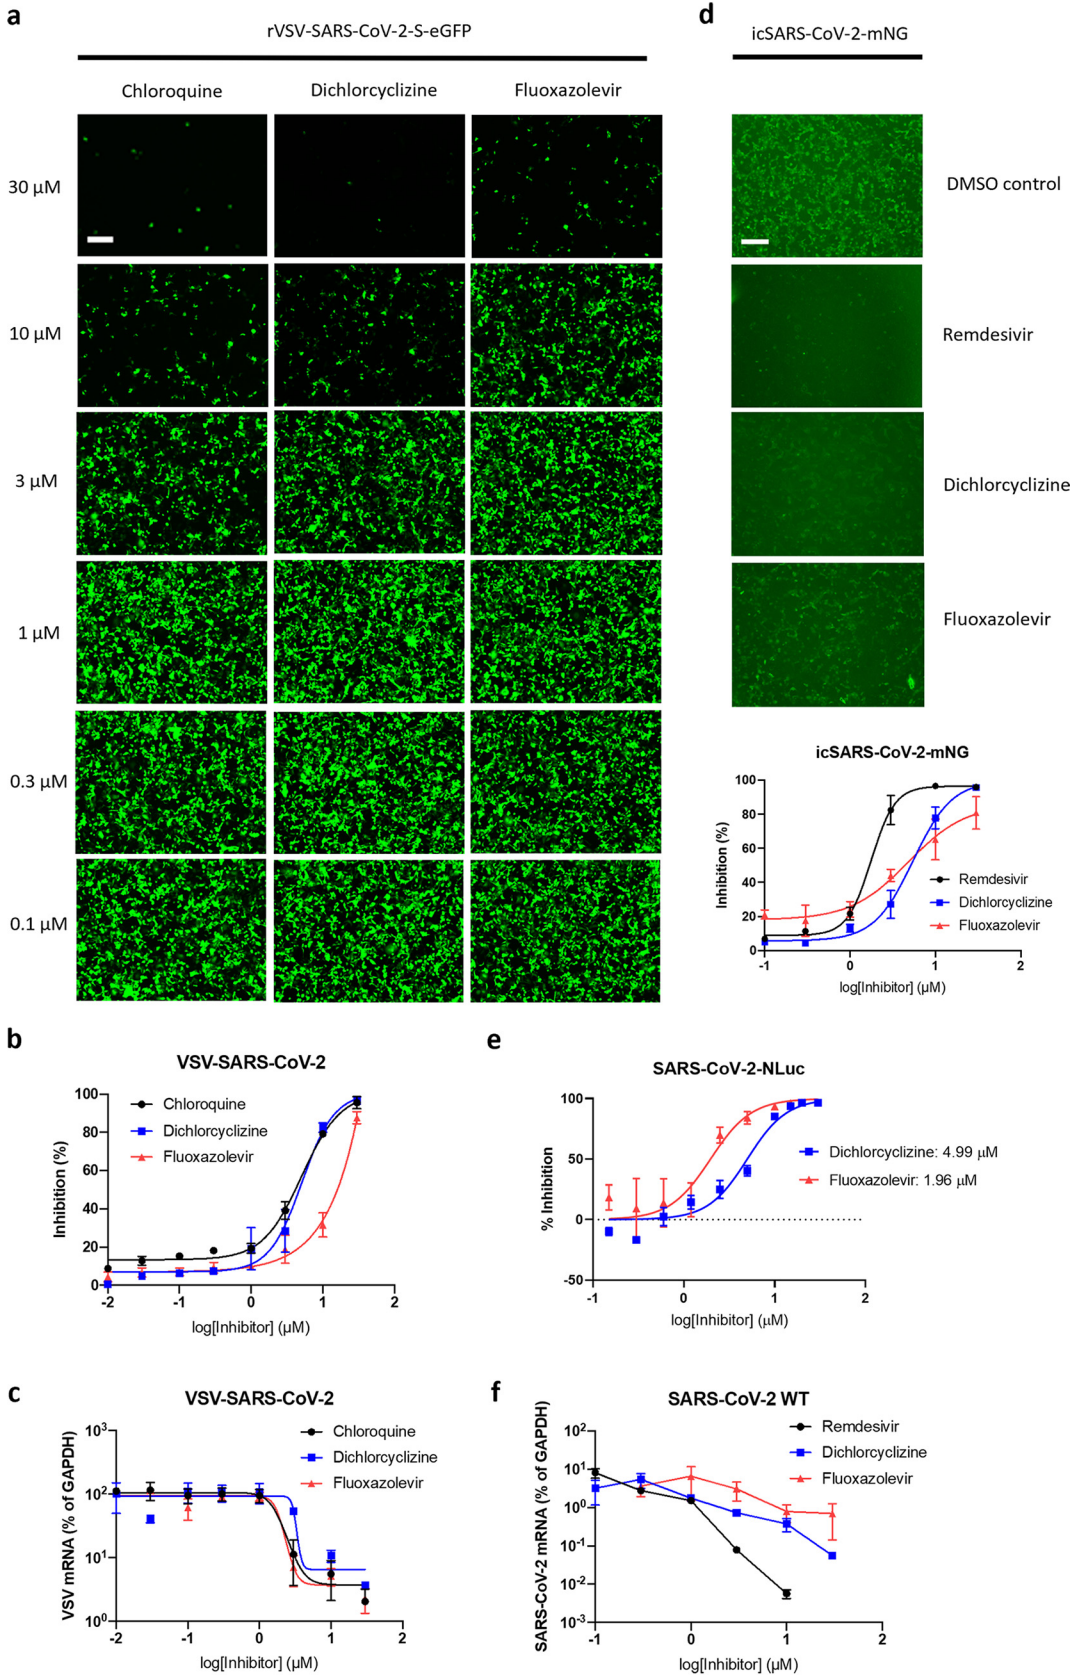 a
rVSV-SARS-CoV-2-S-eGFP
Chloroquine
Dichlorcyclizine
Fluoxazolevir
30 µM
10 µM
3 µM
1 µM
0.3 µM
0.1 µM
d
icSARS-CoV-2-mNG
DMSO control
Remdesivir
Dichlorcyclizine
Fluoxazolevir
icSARS-CoV-2-mNG
Inhibition (%)
100
80
60
40
20
0
-1 0 1 2
log[Inhibitor] (µM)
Remdesivir
Dichlorcyclizine
Fluoxazolevir
b
VSV-SARS-CoV-2
Inhibition (%)
100
80
60
40
20
0
-2 -1 0 1 2
log[Inhibitor] (µM)
Chloroquine
Dichlorcyclizine
Fluoxazolevir
e
SARS-CoV-2-NLuc
% Inhibition
100
50
0
-50
-1 0 1 2
log[Inhibitor] (µM)
Dichlorcyclizine: 4.99 µM
Fluoxazolevir: 1.96 µM
c
VSV-SARS-CoV-2
VSV mRNA (% of GAPDH)
10³
10²
10¹
10⁰
-2 -1 0 1 2
log[Inhibitor] (µM)
Chloroquine
Dichlorcyclizine
Fluoxazolevir
f
SARS-CoV-2 WT
SARS-CoV-2 mRNA (% of GAPDH)
10²
10¹
10⁰
10⁻¹
10⁻²
10⁻³
-1 0 1 2
log[Inhibitor] (µM)
Remdesivir
Dichlorcyclizine
Fluoxazolevir